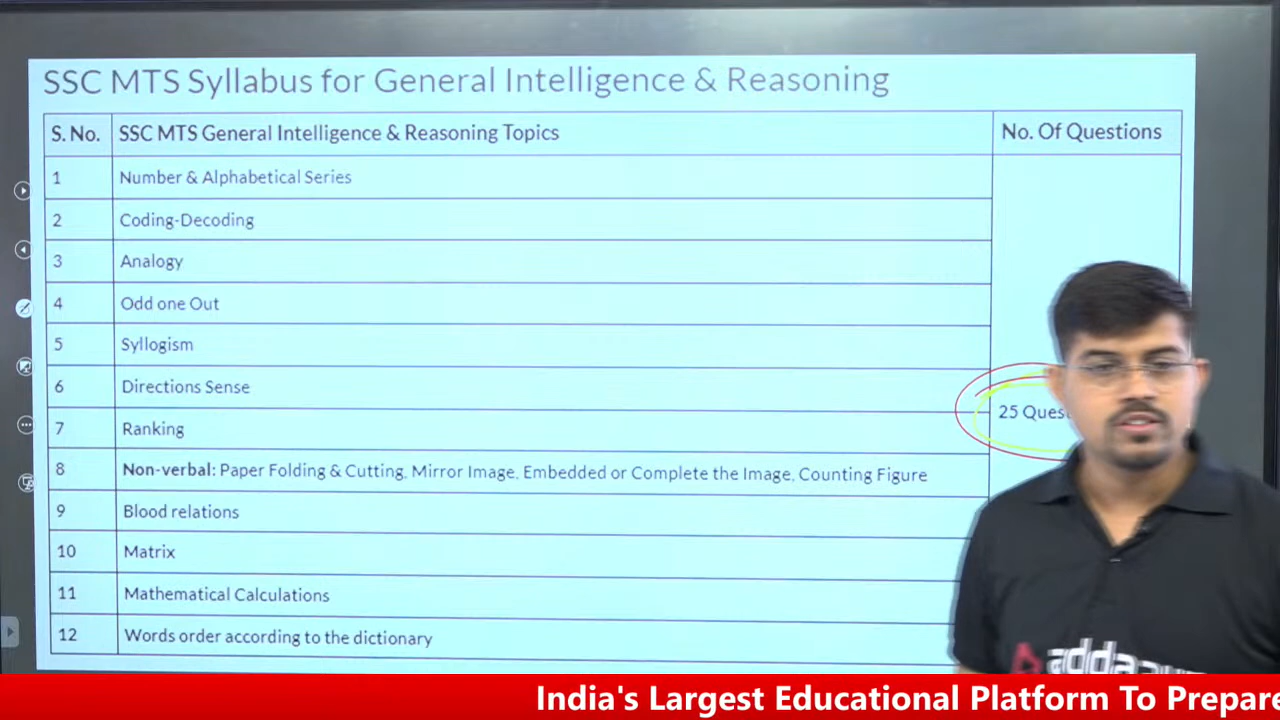 SSC MTS Syllabus for General Intelligence & Reasoning
S. No. SSC MTS General Intelligence & Reasoning Topics No. Of Questions
1 Number & Alphabetical Series
2 Coding-Decoding
3 Analogy
4 Odd one Out
5 Syllogism
6 Directions Sense
25
7 Ranking
8 Non-verbal: Paper Folding & Cutting, Mirror Image, Embedded or Complete the Image, Counting Figure
9 Blood relations
10 Matrix
11 Mathematical Calculations
12 Words order according to the dictionary
India's Largest Educational Platform To Prepare